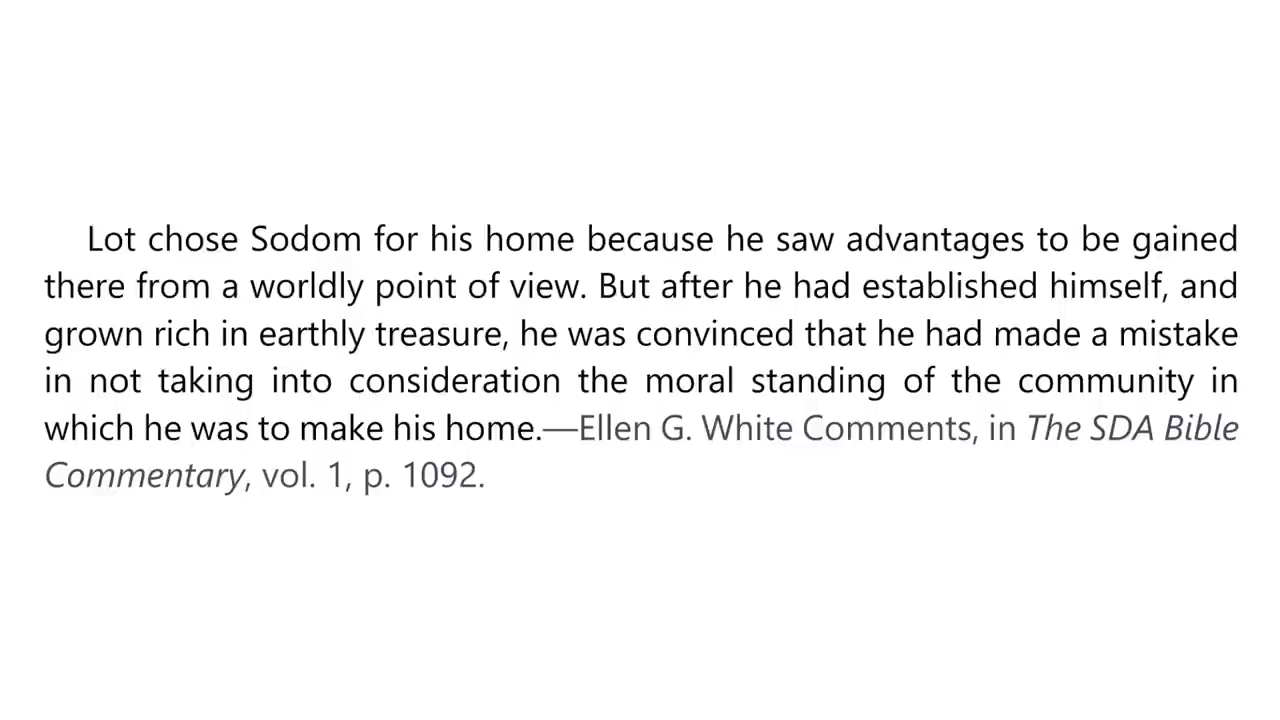 Lot chose Sodom for his home because he saw advantages to be gained
there from a worldly point of view. But after he had established himself, and
grown rich in earthly treasure, he was convinced that he had made a mistake
in not taking into consideration the moral standing of the community in
which he was to make his home.—Ellen G. White Comments, in The SDA Bible
Commentary, vol. 1, p. 1092.